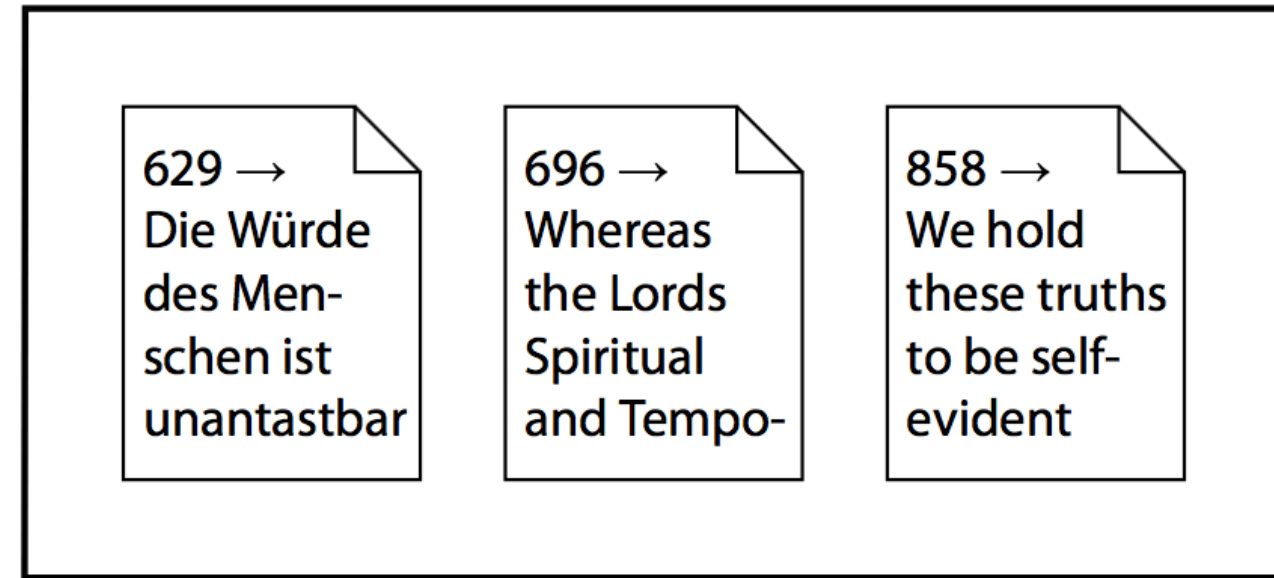 629 →
Die Würde
des Men-
schen ist
unantastbar
696 →
Whereas
the Lords
Spiritual
and Tempo-
858 →
We hold
these truths
to be self-
evident